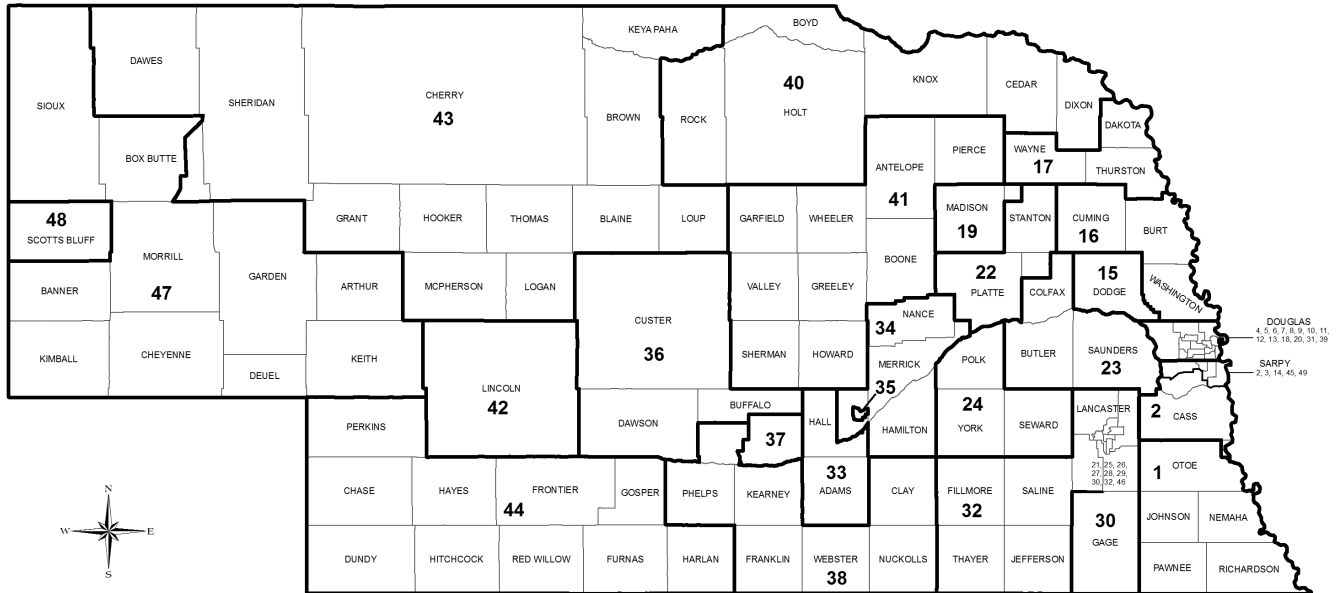 BOYD
KEYA PAHA
DAWES
KNOX
CEDAR
40
CHERRY
SIOUX
SHERIDAN
DIXON
43
HOLT
BROWN
ROCK
DAKOTA
PIERCE
WAYNE
BOX BUTTE
ANTELOPE
17
THURSTON
41
48
GRANT
HOOKER
THOMAS
BLAINE
LOUP
GARFIELD
WHEELER
MADISON
STANTON
CUMING
SCOTTS BLUFF
19
16
BURT
MORRILL
BOONE
GARDEN
22
15
BANNER
47
ARTHUR
MCPHERSON
LOGAN
VALLEY
GREELEY
PLATTE
COLFAX
DODGE
WASHINGTON
NANCE
CUSTER
34
DOUGLAS
4, 5, 6, 7, 8, 9, 10, 11,
12, 13, 18, 20, 31, 39
KIMBALL
CHEYENNE
KEITH
36
SHERMAN
HOWARD
POLK
BUTLER
SAUNDERS
MERRICK
SARPY
2, 3, 14, 45, 49
DEUEL
LINCOLN
23
35
42
BUFFALO
24
LANCASTER
2
CASS
PERKINS
DAWSON
HALL
HAMILTON
YORK
SEWARD
37
21, 25, 26,
27, 28, 29,
30, 32, 46
33
1
OTOE
CHASE
HAYES
FRONTIER
GOSPER
PHELPS
KEARNEY
ADAMS
CLAY
FILLMORE
SALINE
44
32
30
JOHNSON
NEMAHA
N
W
E
S
GAGE
DUNDY
HITCHCOCK
RED WILLOW
FURNAS
HARLAN
FRANKLIN
WEBSTER
NUCKOLLS
THAYER
JEFFERSON
PAWNEE
RICHARDSON
38